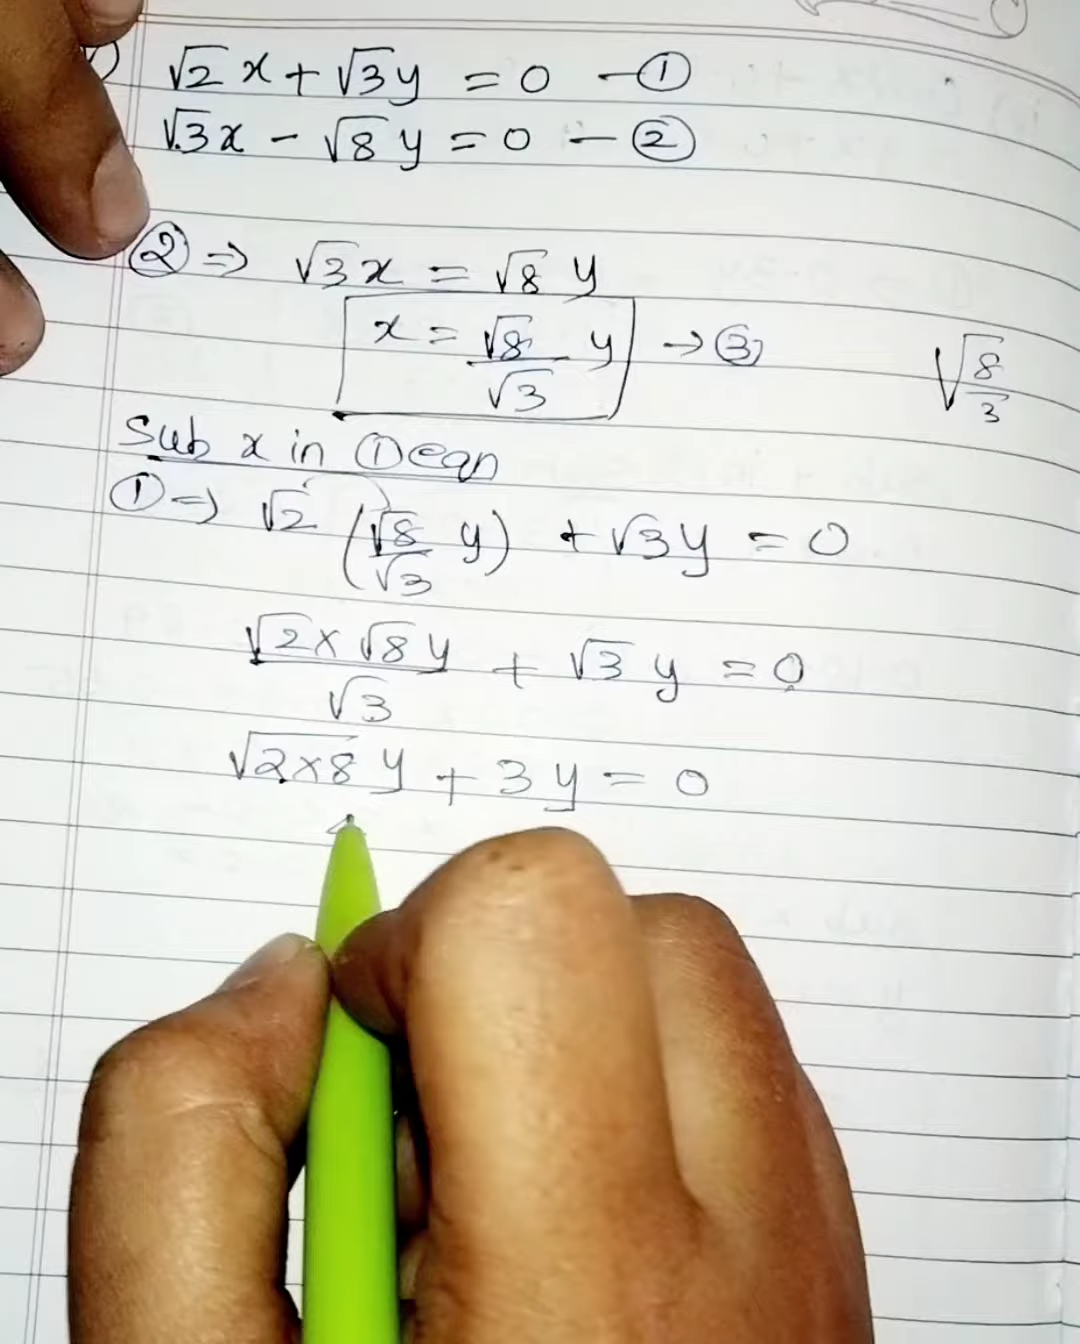 √2 x + √3 y = 0 — ①
√3 x - √8 y = 0 — ②
② ⇒ √3 x = √8 y
x = √8/√3 y → ③
√(8/3)
Sub x in ① eqn
① ⇒ √2 (√8/√3 y) + √3 y = 0
√2 × √8 y/√3 + √3 y = 0
√2×8 y + 3y = 0